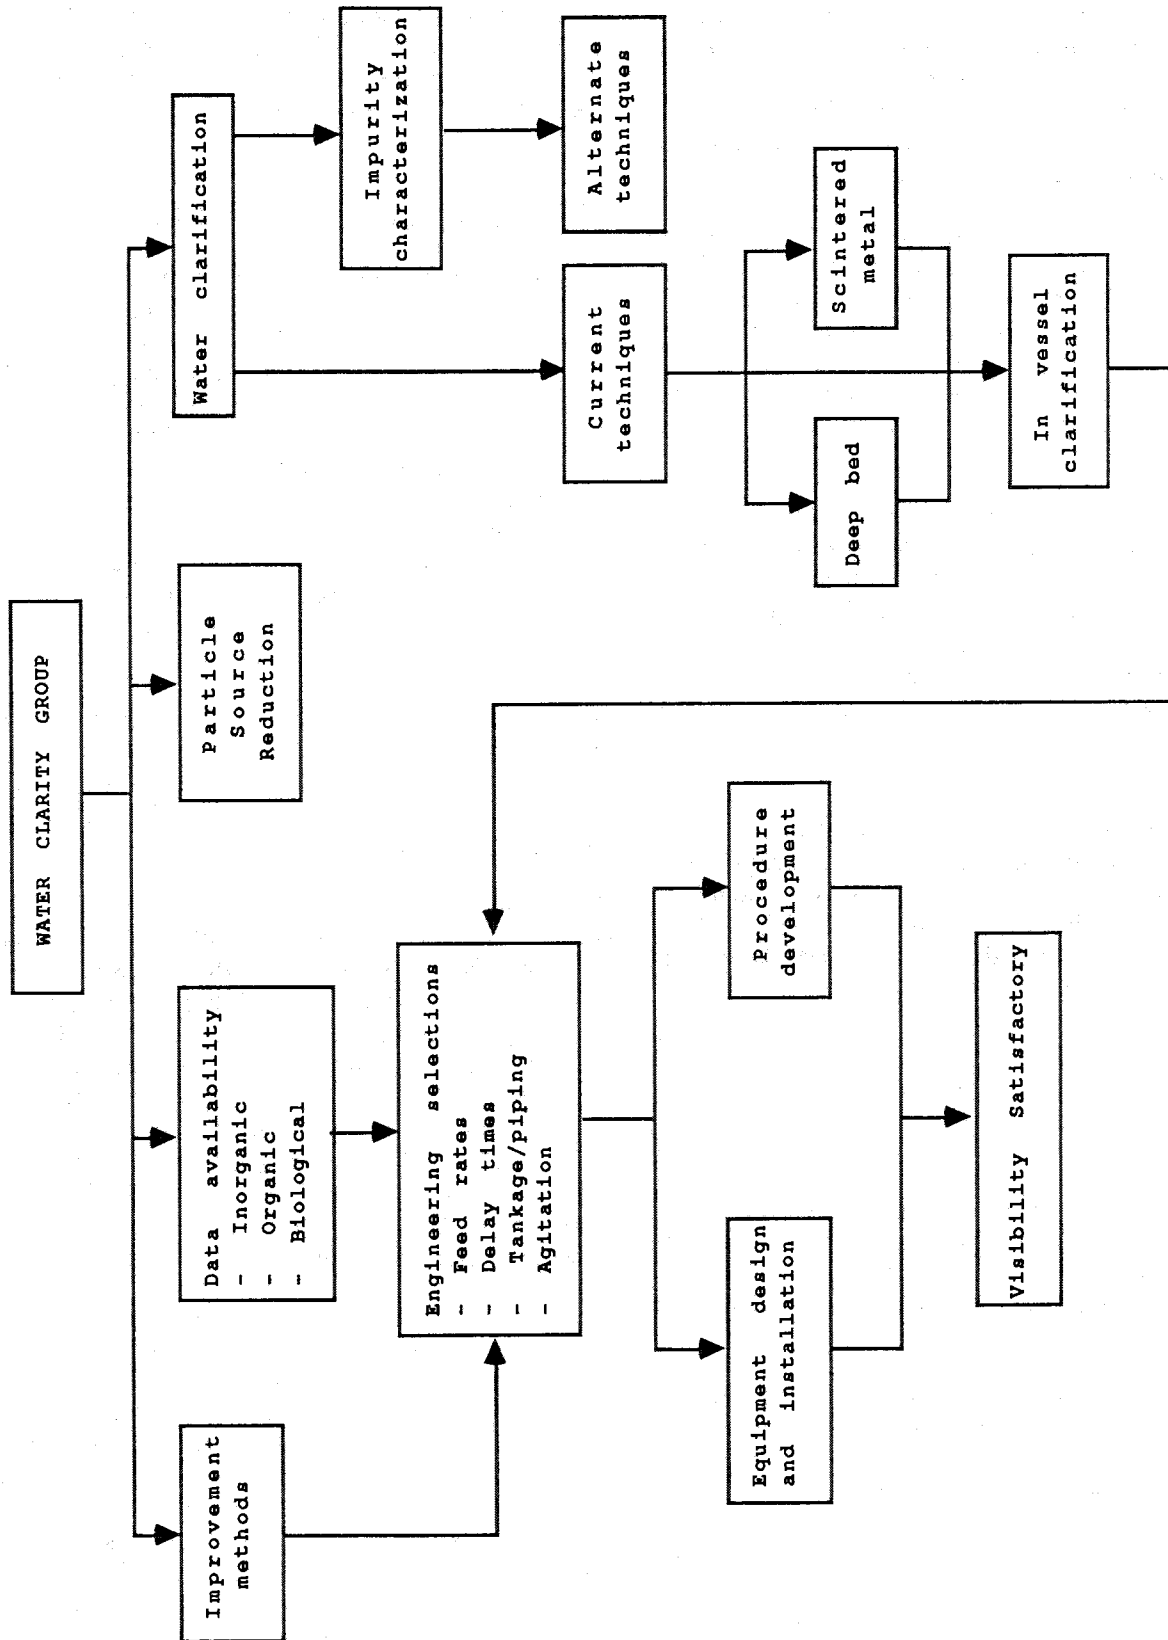 WATER CLARITY GROUP
Improvement
methods
Data availability
- Inorganic
- Organic
- Biological
Particle
Source
Reduction
Water clarification
Impurity
characterization
Engineering selections
- Feed rates
- Delay times
- Tankage/piping
- Agitation
Current
techniques
Alternate
techniques
Equipment design
and installation
Procedure
development
Deep bed
Scintered
metal
Visibility Satisfactory
In vessel
clarification